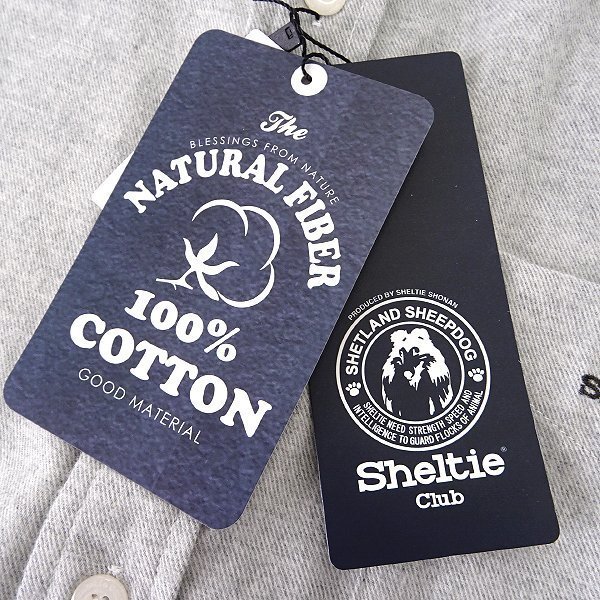 The
BLESSINGS FROM NATURE
NATURAL FIBER
100%
COTTON
GOOD MATERIAL
PRODUCED BY SHELTIE SHONAN
SHETLAND SHEEPDOG
SHELTIE NEED STRENGTH SPEED AND
INTELLIGENCE TO GUARD FLOCKS OF ANIMAL
Sheltie®
Club
S